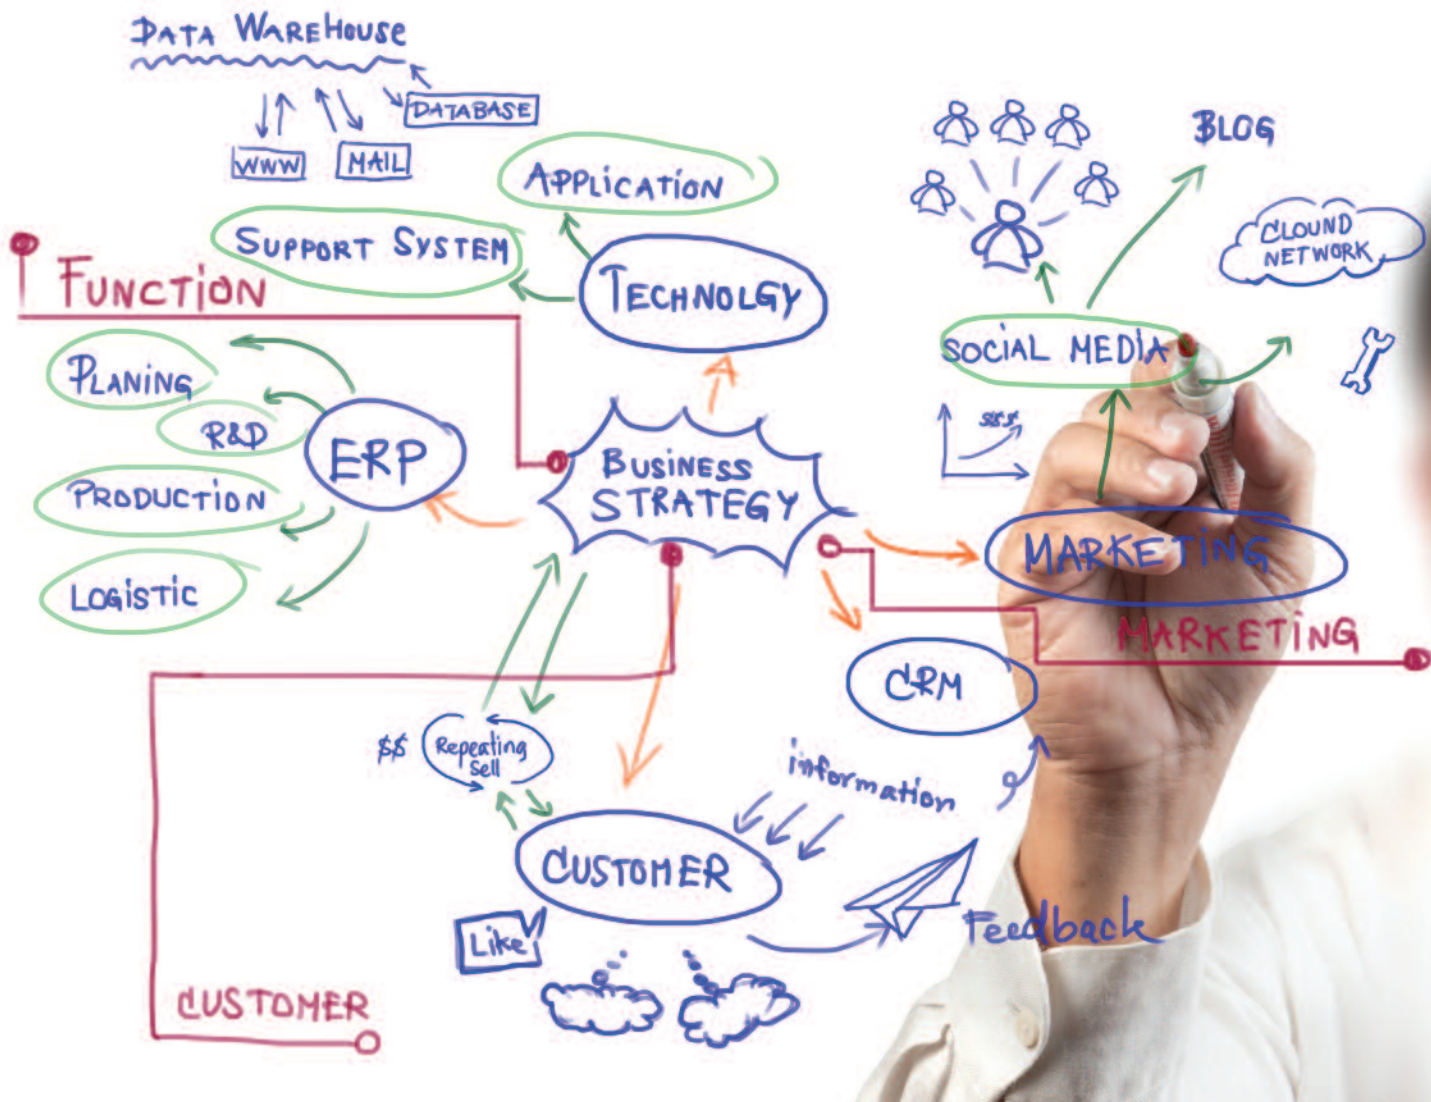 DATA WAREHOUSE
DATABASE
WWW
MAIL
APPLICATION
SUPPORT SYSTEM
TECHNOLGY
FUNCTION
PLANING
R&D
ERP
PRODUCTION
LOGISTIC
BUSINESS
STRATEGY
BLOG
CLOUND
NETWORK
SOCIAL MEDIA
$$$$
MARKETING
MARKETING
CRM
$$
Repeating
Sell
information
CUSTOMER
Like
Feedback
CUSTOMER